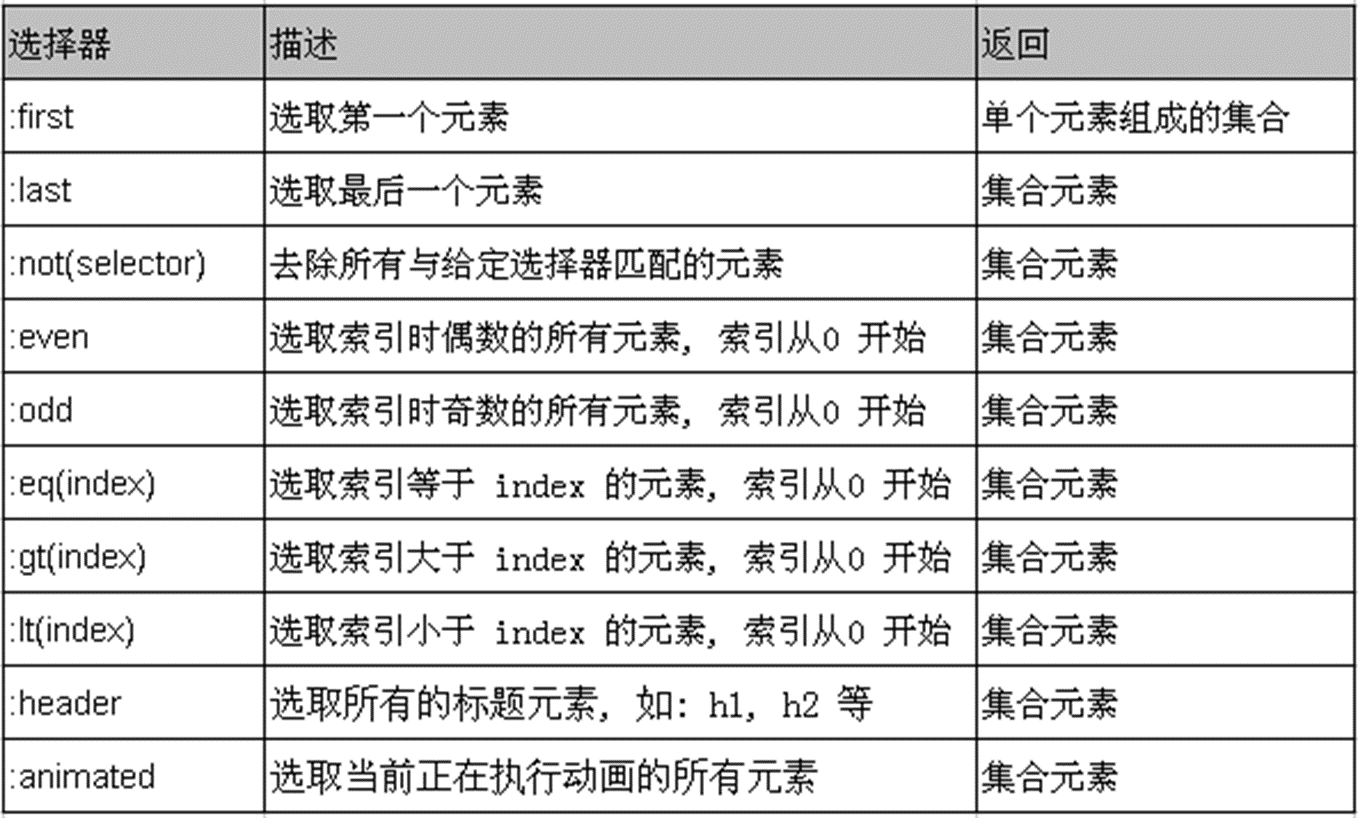 选择器 描述 返回
:first 选取第一个元素 单个元素组成的集合
:last 选取最后一个元素 集合元素
:not(selector) 去除所有与给定选择器匹配的元素 集合元素
:even 选取索引时偶数的所有元素, 索引从0 开始 集合元素
:odd 选取索引时奇数的所有元素, 索引从0 开始 集合元素
:eq(index) 选取索引等于 index 的元素, 索引从0 开始 集合元素
:gt(index) 选取索引大于 index 的元素, 索引从0 开始 集合元素
:lt(index) 选取索引小于 index 的元素, 索引从0 开始 集合元素
:header 选取所有的标题元素, 如: h1, h2 等 集合元素
:animated 选取当前正在执行动画的所有元素 集合元素